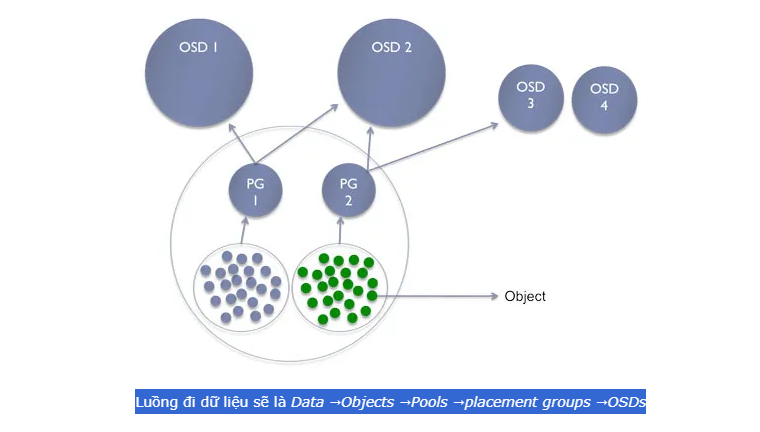 OSD 1
OSD 2
OSD
3
OSD
4
PG
1
PG
2
Object
Luồng đi dữ liệu sẽ là Data →Objects →Pools →placement groups →OSDs